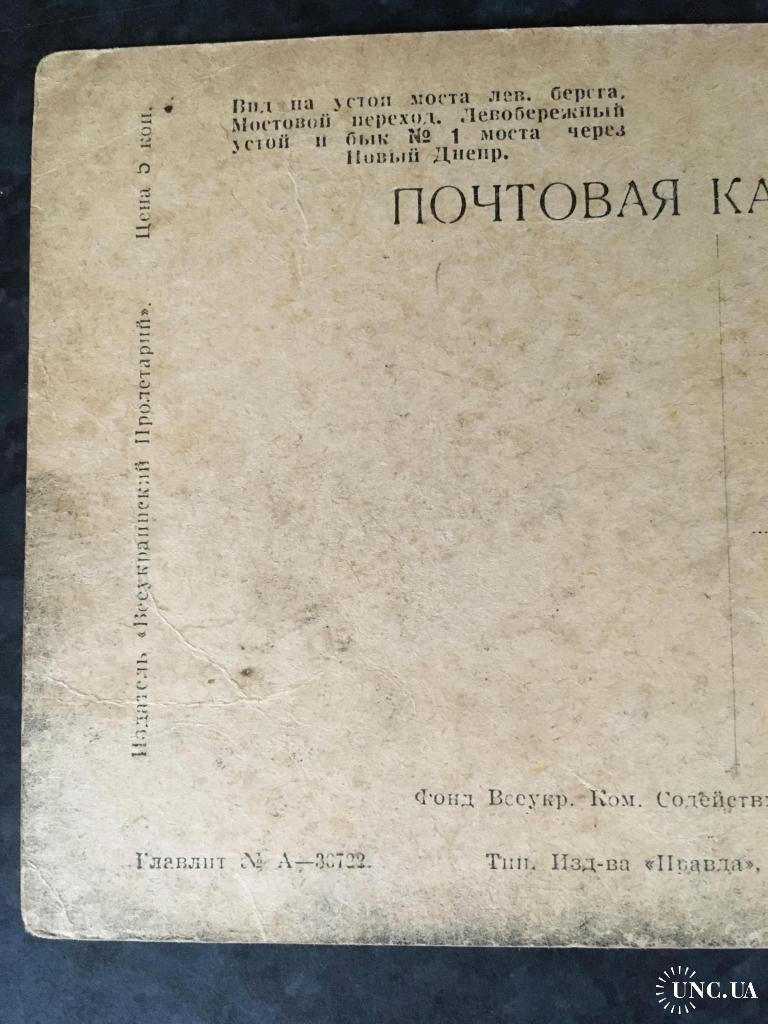 Вид на устои моста лев. берега.
Мостовой переход. Левобережный
устой и бык № 1 моста через
Новый Днепр.
ПОЧТОВАЯ КА
Издатель «Всеукраинский Пролетарий». Цена 5 коп.
Фонд Всеукр. Ком. Содействи
Главлит № А—36722.
Тип. Изд-ва «Правда»,
UNC.UA